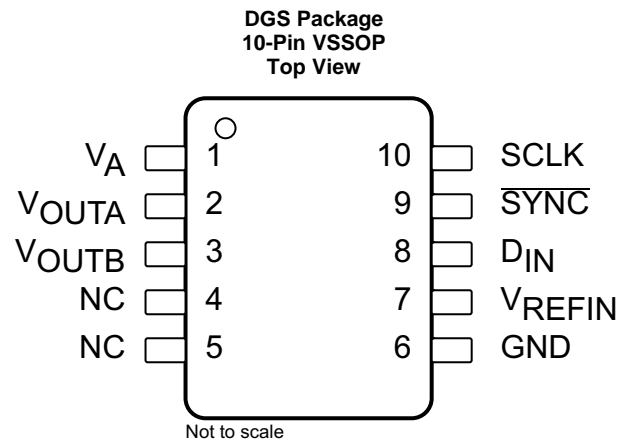 DGS Package
10-Pin VSSOP
Top View
VA 1 10 SCLK
VOUTA 2 9 SYNC
VOUTB 3 8 DIN
NC 4 7 VREFIN
NC 5 6 GND
Not to scale